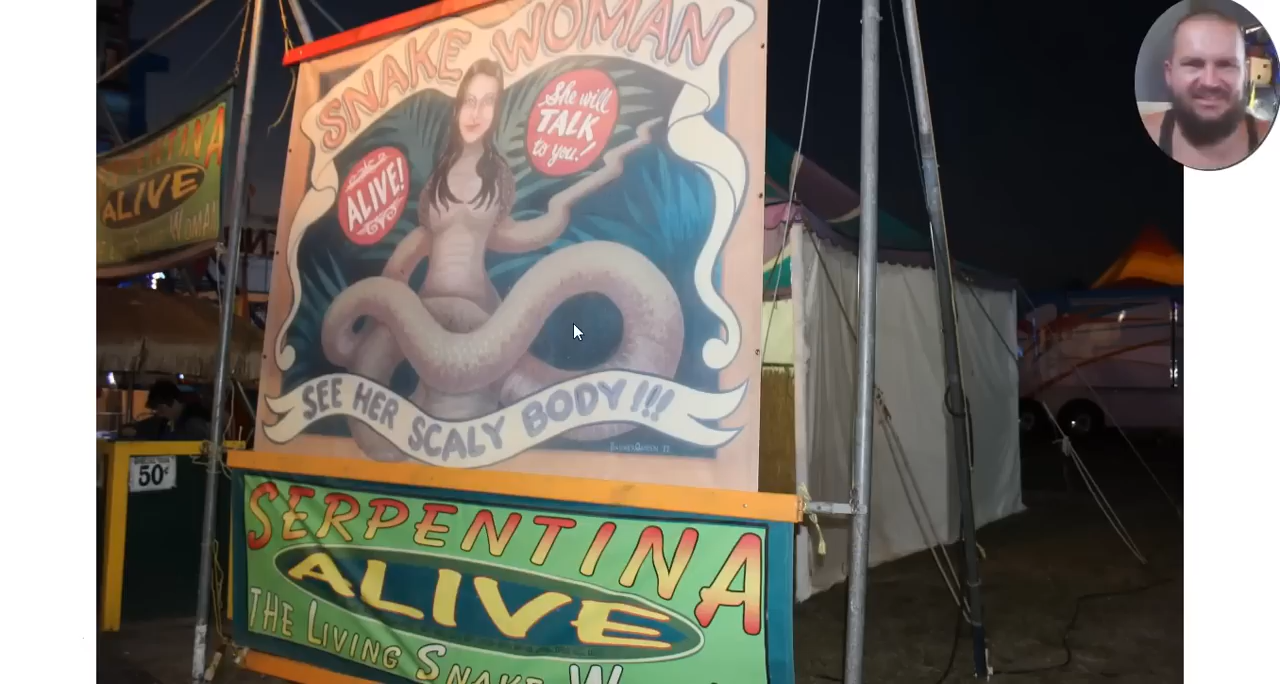 SNAKE WOMAN
She will
TALK
to you!
ALIVE!
SEE HER SCALY BODY!!!
SERPENTINA
ALIVE
THE LIVING SNAKE W
ALIVE
WOMAN
50¢